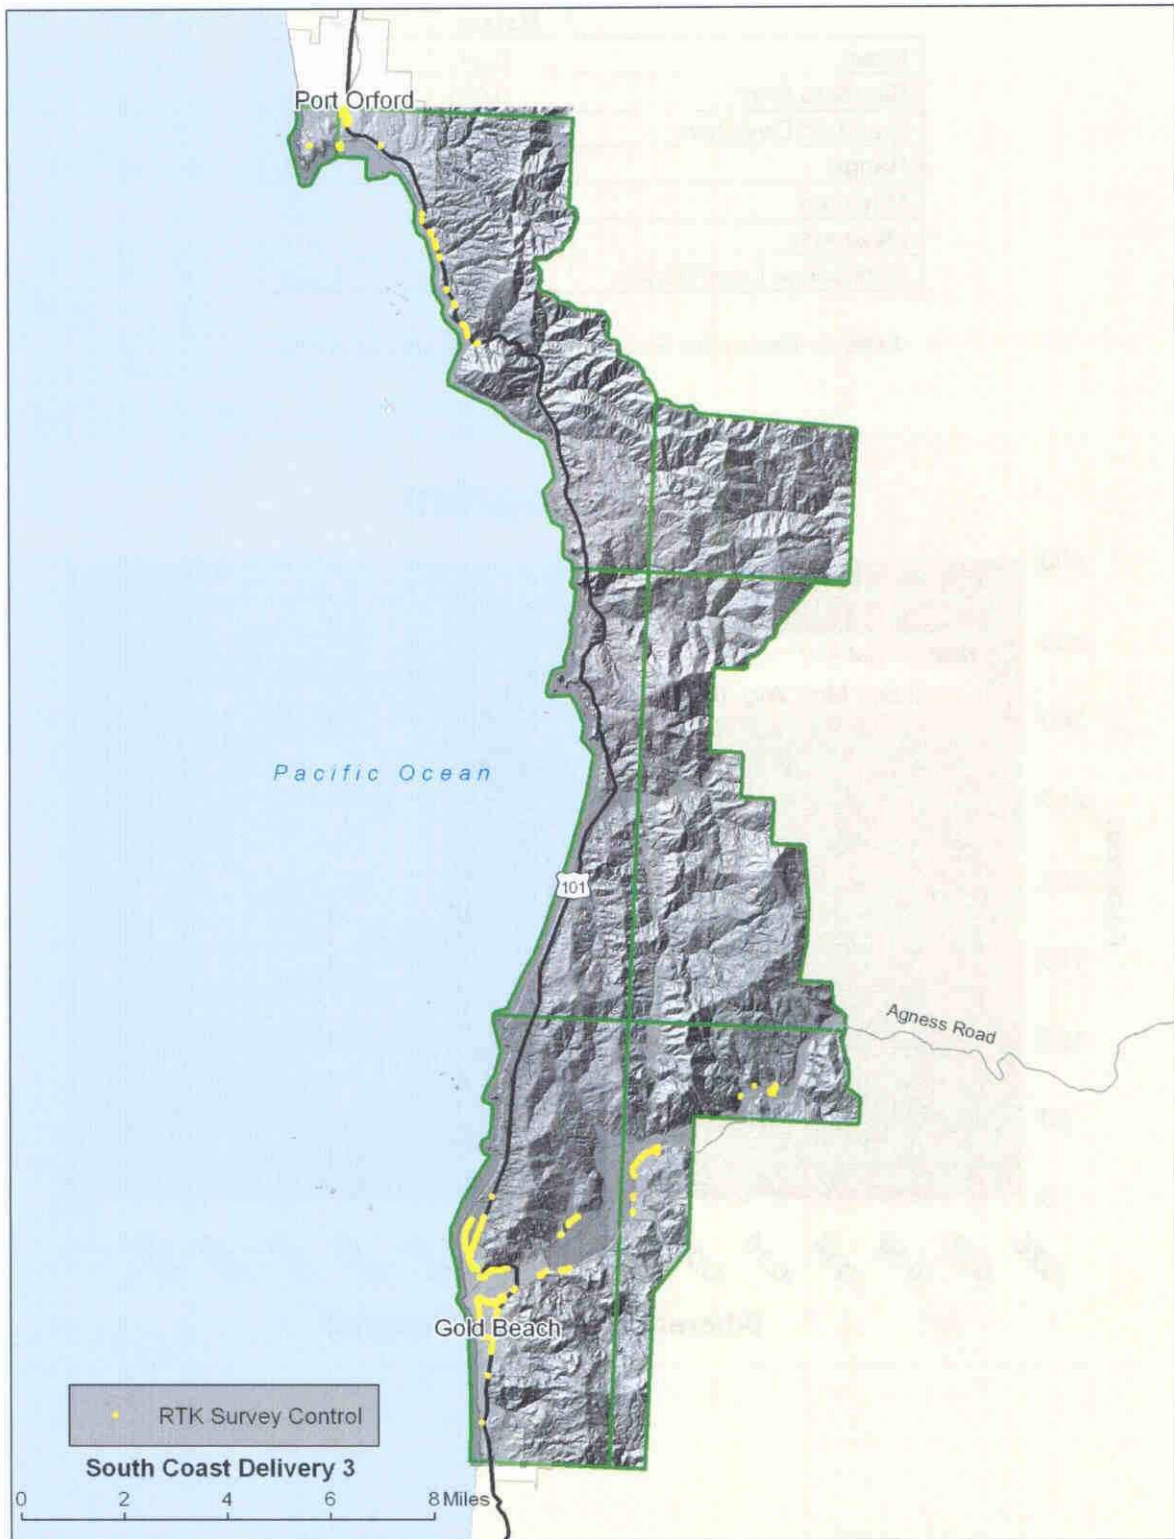 Port Orford
Pacific Ocean
101
Agness Road
Gold Beach
RTK Survey Control
South Coast Delivery 3
0 2 4 6 8 Miles